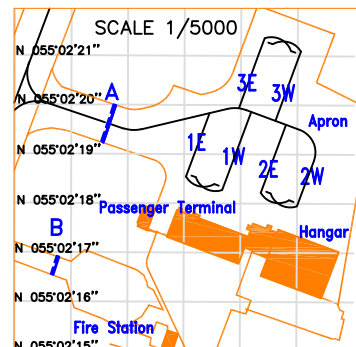 SCALE 1/5000
N 055°02'21"
3E 3W
N 055°02'20"
A
Apron
1E 1W
N 055°02'19"
2E 2W
N 055°02'18"
Passenger Terminal
B
Hangar
N 055°02'17"
N 055°02'16"
Fire Station
N 055°02'15"